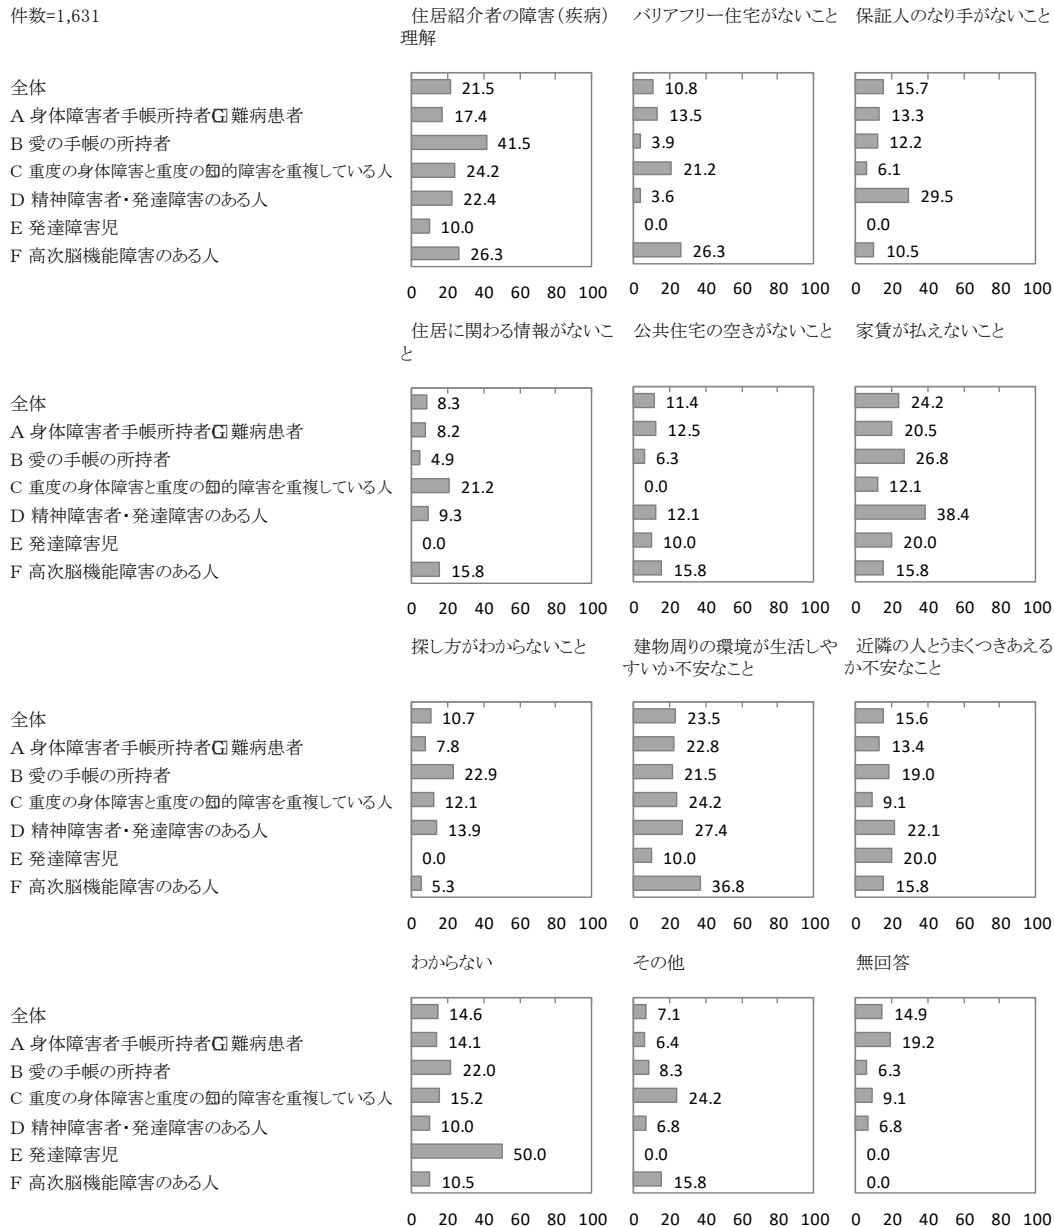 件数=1,631
住居紹介者の障害(疾病)
理解
バリアフリー住宅がないこと
保証人のなり手がないこと
全体 21.5 10.8 15.7
A 身体障害者手帳所持者 難病患者 17.4 13.5 13.3
B 愛の手帳の所持者 41.5 3.9 12.2
C 重度の身体障害と重度の知的障害を重複している人 24.2 21.2 6.1
D 精神障害者・発達障害のある人 22.4 3.6 29.5
E 発達障害児 10.0 0.0 0.0
F 高次脳機能障害のある人 26.3 26.3 10.5
0 20 40 60 80 100 0 20 40 60 80 100 0 20 40 60 80 100
住居に関わる情報がないこ
と
公共住宅の空きがないこと
家賃が払えないこと
全体 8.3 11.4 24.2
A 身体障害者手帳所持者 難病患者 8.2 12.5 20.5
B 愛の手帳の所持者 4.9 6.3 26.8
C 重度の身体障害と重度の知的障害を重複している人 21.2 0.0 12.1
D 精神障害者・発達障害のある人 9.3 12.1 38.4
E 発達障害児 0.0 10.0 20.0
F 高次脳機能障害のある人 15.8 15.8 15.8
0 20 40 60 80 100 0 20 40 60 80 100 0 20 40 60 80 100
探し方がわからないこと
建物周りの環境が生活しや
すいか不安なこと
近隣の人とうまくつきあえる
か不安なこと
全体 10.7 23.5 15.6
A 身体障害者手帳所持者 難病患者 7.8 22.8 13.4
B 愛の手帳の所持者 22.9 21.5 19.0
C 重度の身体障害と重度の知的障害を重複している人 12.1 24.2 9.1
D 精神障害者・発達障害のある人 13.9 27.4 22.1
E 発達障害児 0.0 10.0 20.0
F 高次脳機能障害のある人 5.3 36.8 15.8
0 20 40 60 80 100 0 20 40 60 80 100 0 20 40 60 80 100
わからない
その他
無回答
全体 14.6 7.1 14.9
A 身体障害者手帳所持者 難病患者 14.1 6.4 19.2
B 愛の手帳の所持者 22.0 8.3 6.3
C 重度の身体障害と重度の知的障害を重複している人 15.2 24.2 9.1
D 精神障害者・発達障害のある人 10.0 6.8 6.8
E 発達障害児 50.0 0.0 0.0
F 高次脳機能障害のある人 10.5 15.8 0.0
0 20 40 60 80 100 0 20 40 60 80 100 0 20 40 60 80 100